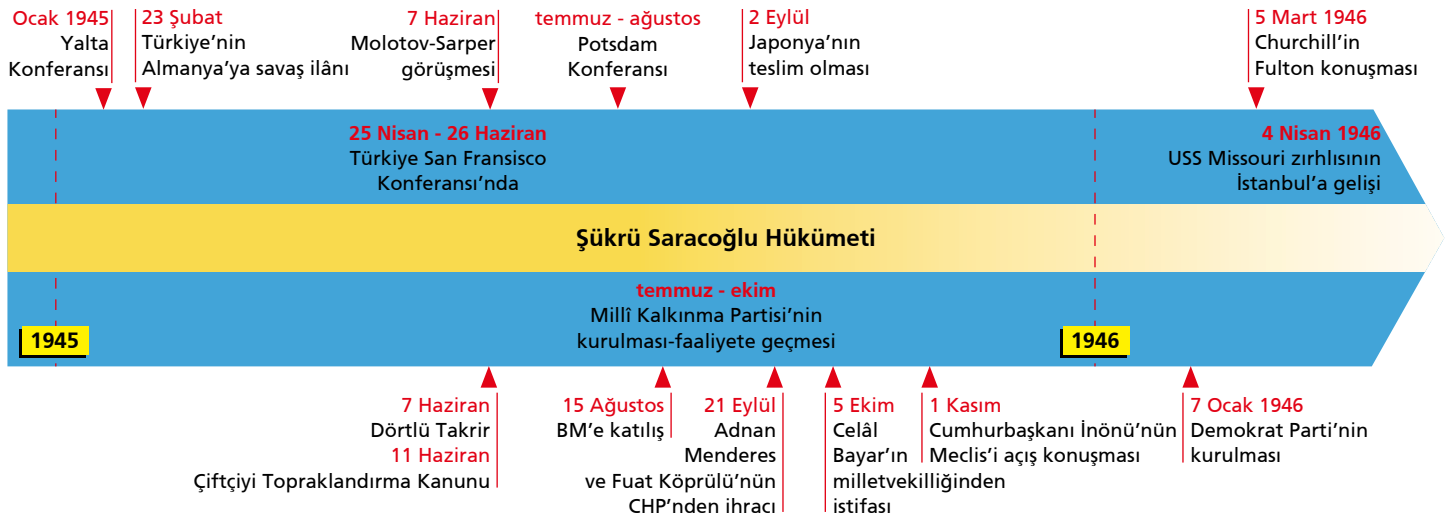 Ocak 1945
Yalta
Konferansı
23 Şubat
Türkiye’nin
Almanya’ya savaş ilânı
7 Haziran
Molotov-Sarper
görüşmesi
temmuz - ağustos
Potsdam
Konferansı
2 Eylül
Japonya’nın
teslim olması
5 Mart 1946
Churchill’in
Fulton konuşması
25 Nisan - 26 Haziran
Türkiye San Fransisco
Konferansı’nda
4 Nisan 1946
USS Missouri zırhlısının
İstanbul’a gelişi
Şükrü Saracoğlu Hükümeti
temmuz - ekim
Millî Kalkınma Partisi’nin
kurulması-faaliyete geçmesi
1945
1946
7 Haziran
Dörtlü Takrir
11 Haziran
Çiftçiyi Topraklandırma Kanunu
15 Ağustos
BM’e katılış
21 Eylül
Adnan
Menderes
ve Fuat Köprülü’nün
CHP’nden ihracı
5 Ekim
Celâl
Bayar’ın
milletvekilliğinden
istifası
1 Kasım
Cumhurbaşkanı İnönü’nün
Meclis’i açış konuşması
7 Ocak 1946
Demokrat Parti’nin
kurulması